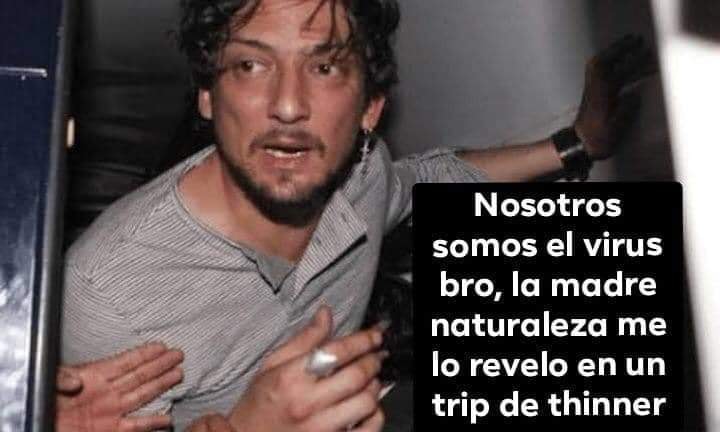 Nosotros
somos el virus
bro, la madre
naturaleza me
lo revelo en un
trip de thinner